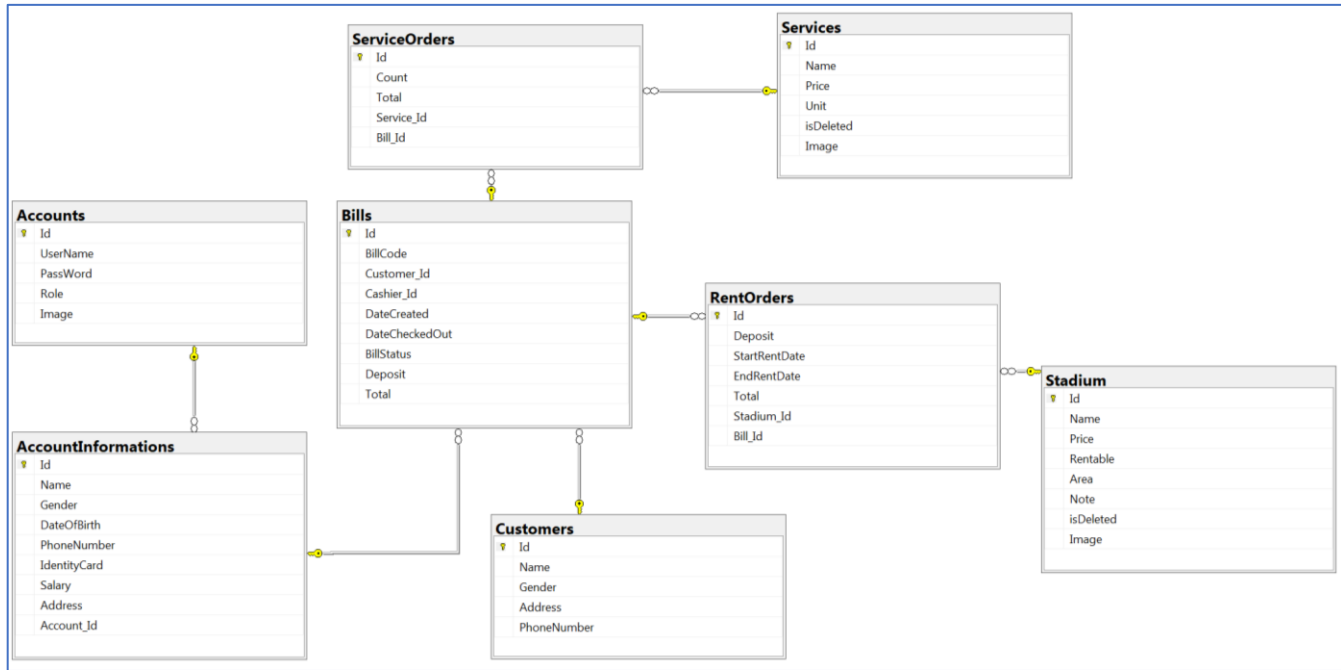 ServiceOrders
Id
Count
Total
Service_Id
Bill_Id
Services
Id
Name
Price
Unit
isDeleted
Image
Accounts
Id
UserName
PassWord
Role
Image
Bills
Id
BillCode
Customer_Id
Cashier_Id
DateCreated
DateCheckedOut
BillStatus
Deposit
Total
RentOrders
Id
Deposit
StartRentDate
EndRentDate
Total
Stadium_Id
Bill_Id
Stadium
Id
Name
Price
Rentable
Area
Note
isDeleted
Image
AccountInformations
Id
Name
Gender
DateOfBirth
PhoneNumber
IdentityCard
Salary
Address
Account_Id
Customers
Id
Name
Gender
Address
PhoneNumber